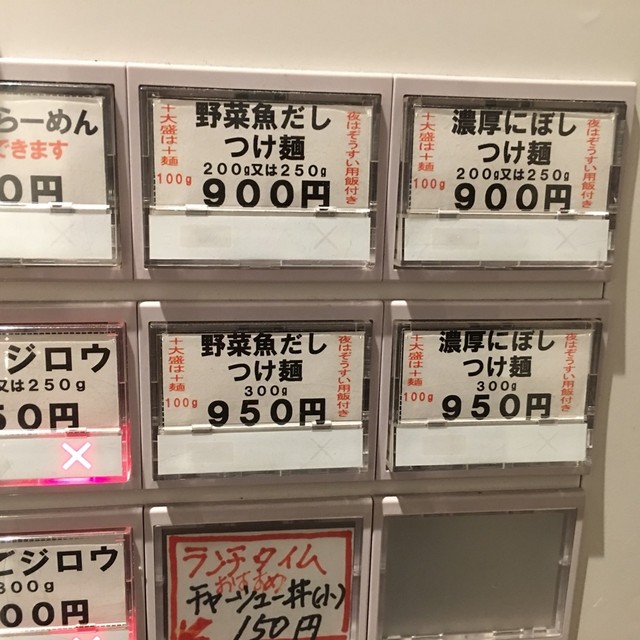 らーめん
できます
0円
十大盛は十麺
100g
野菜魚だし
つけ麺
200g又は250g
900円
夜はぞうすい用飯付き
十大盛は十麺
100g
濃厚にぼし
つけ麺
200g又は250g
900円
夜はぞうすい用飯付き
ジロウ
又は250g
50円
十大盛は十麺
100g
野菜魚だし
つけ麺
300g
950円
夜はぞうすい用飯付き
十大盛は十麺
100g
濃厚にぼし
つけ麺
300g
950円
夜はぞうすい用飯付き
ごジロウ
300g
00円
ランチタイム
おすすめ
チャーシュー丼(小)
150円